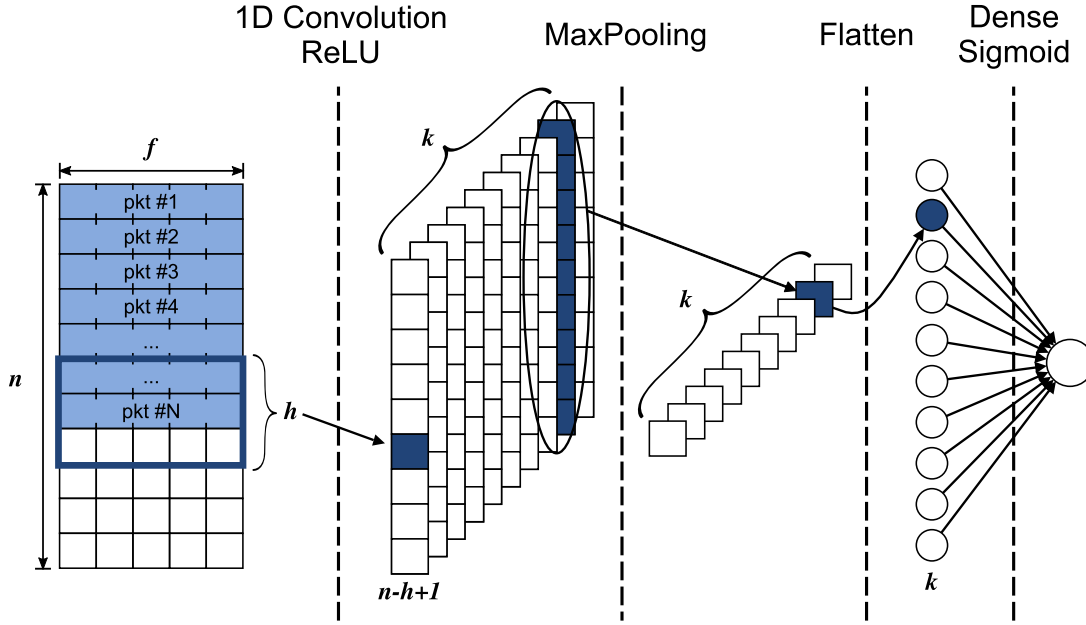 1D Convolution
ReLU
MaxPooling
Flatten
Dense
Sigmoid
f
n
pkt #1
pkt #2
pkt #3
pkt #4
...
...
pkt #N
h
k
n-h+1
k
k